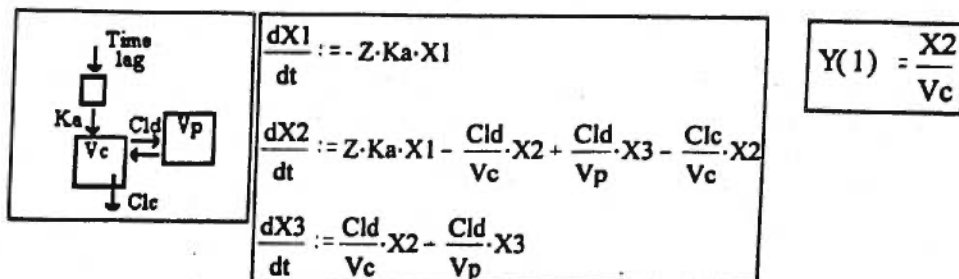 Time
lag
Ka
Cld
Vp
Vc
Clc
dX1/dt := - Z·Ka·X1
dX2/dt := Z·Ka·X1 - Cld/Vc·X2 + Cld/Vp·X3 - Clc/Vc·X2
dX3/dt := Cld/Vc·X2 - Cld/Vp·X3
Y(1) := X2/Vc